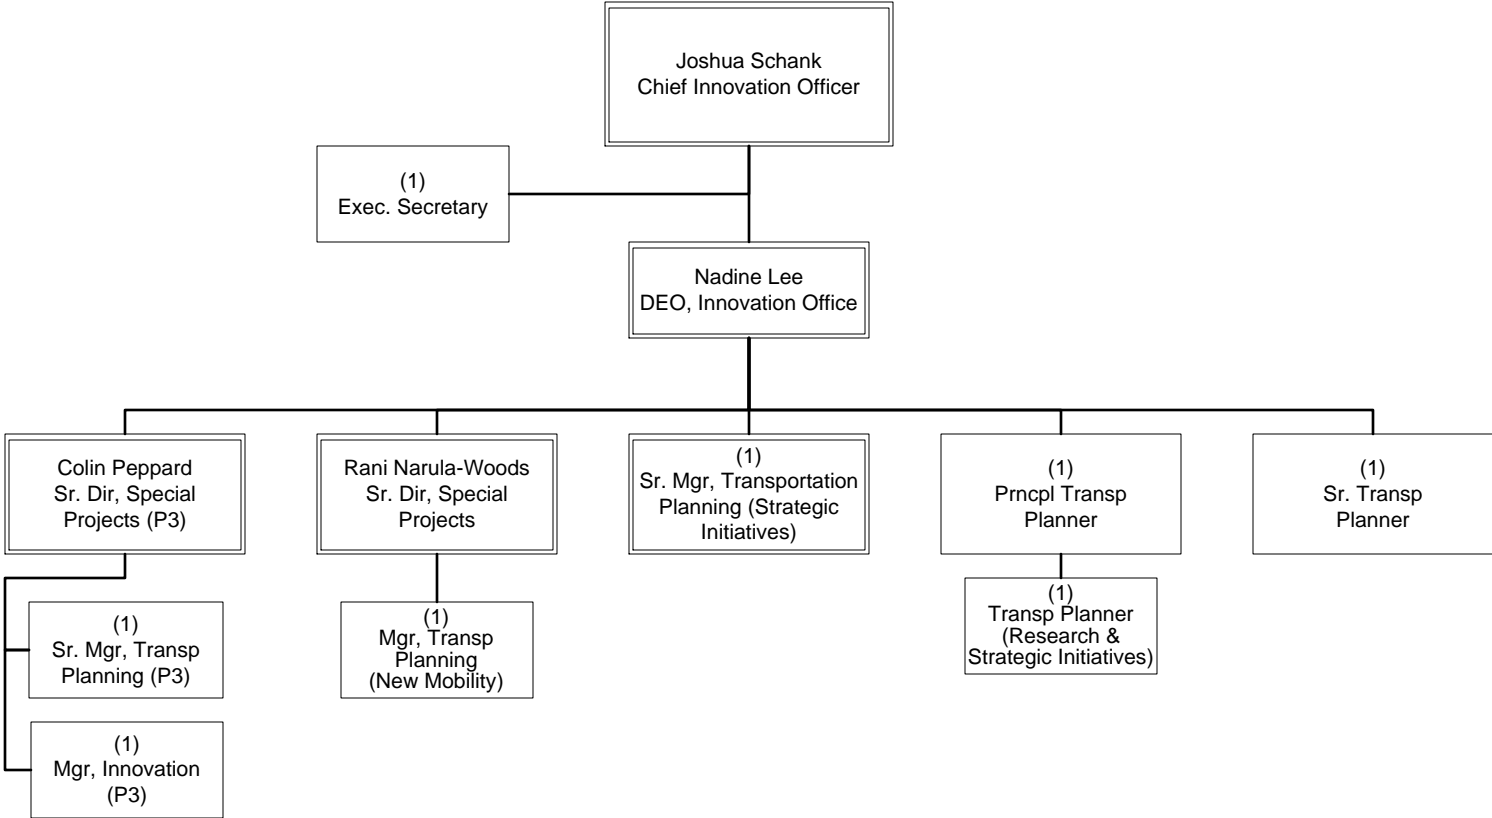 Joshua Schank
Chief Innovation Officer
(1)
Exec. Secretary
Nadine Lee
DEO, Innovation Office
Colin Peppard
Sr. Dir, Special
Projects (P3)
Rani Narula-Woods
Sr. Dir, Special
Projects
(1)
Sr. Mgr, Transportation
Planning (Strategic
Initiatives)
(1)
Prncpl Transp
Planner
(1)
Sr. Transp
Planner
(1)
Sr. Mgr, Transp
Planning (P3)
(1)
Mgr, Transp
Planning
(New Mobility)
(1)
Transp Planner
(Research &
Strategic Initiatives)
(1)
Mgr, Innovation
(P3)